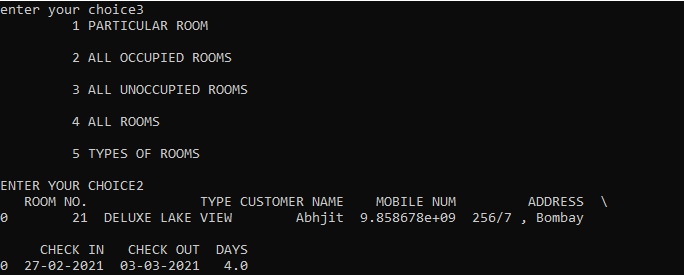 enter your choice3
1 PARTICULAR ROOM
2 ALL OCCUPIED ROOMS
3 ALL UNOCCUPIED ROOMS
4 ALL ROOMS
5 TYPES OF ROOMS
ENTER YOUR CHOICE2
ROOM NO. TYPE CUSTOMER NAME MOBILE NUM ADDRESS \
0 21 DELUXE LAKE VIEW Abhjit 9.858678e+09 256/7 , Bombay
CHECK IN CHECK OUT DAYS
0 27-02-2021 03-03-2021 4.0